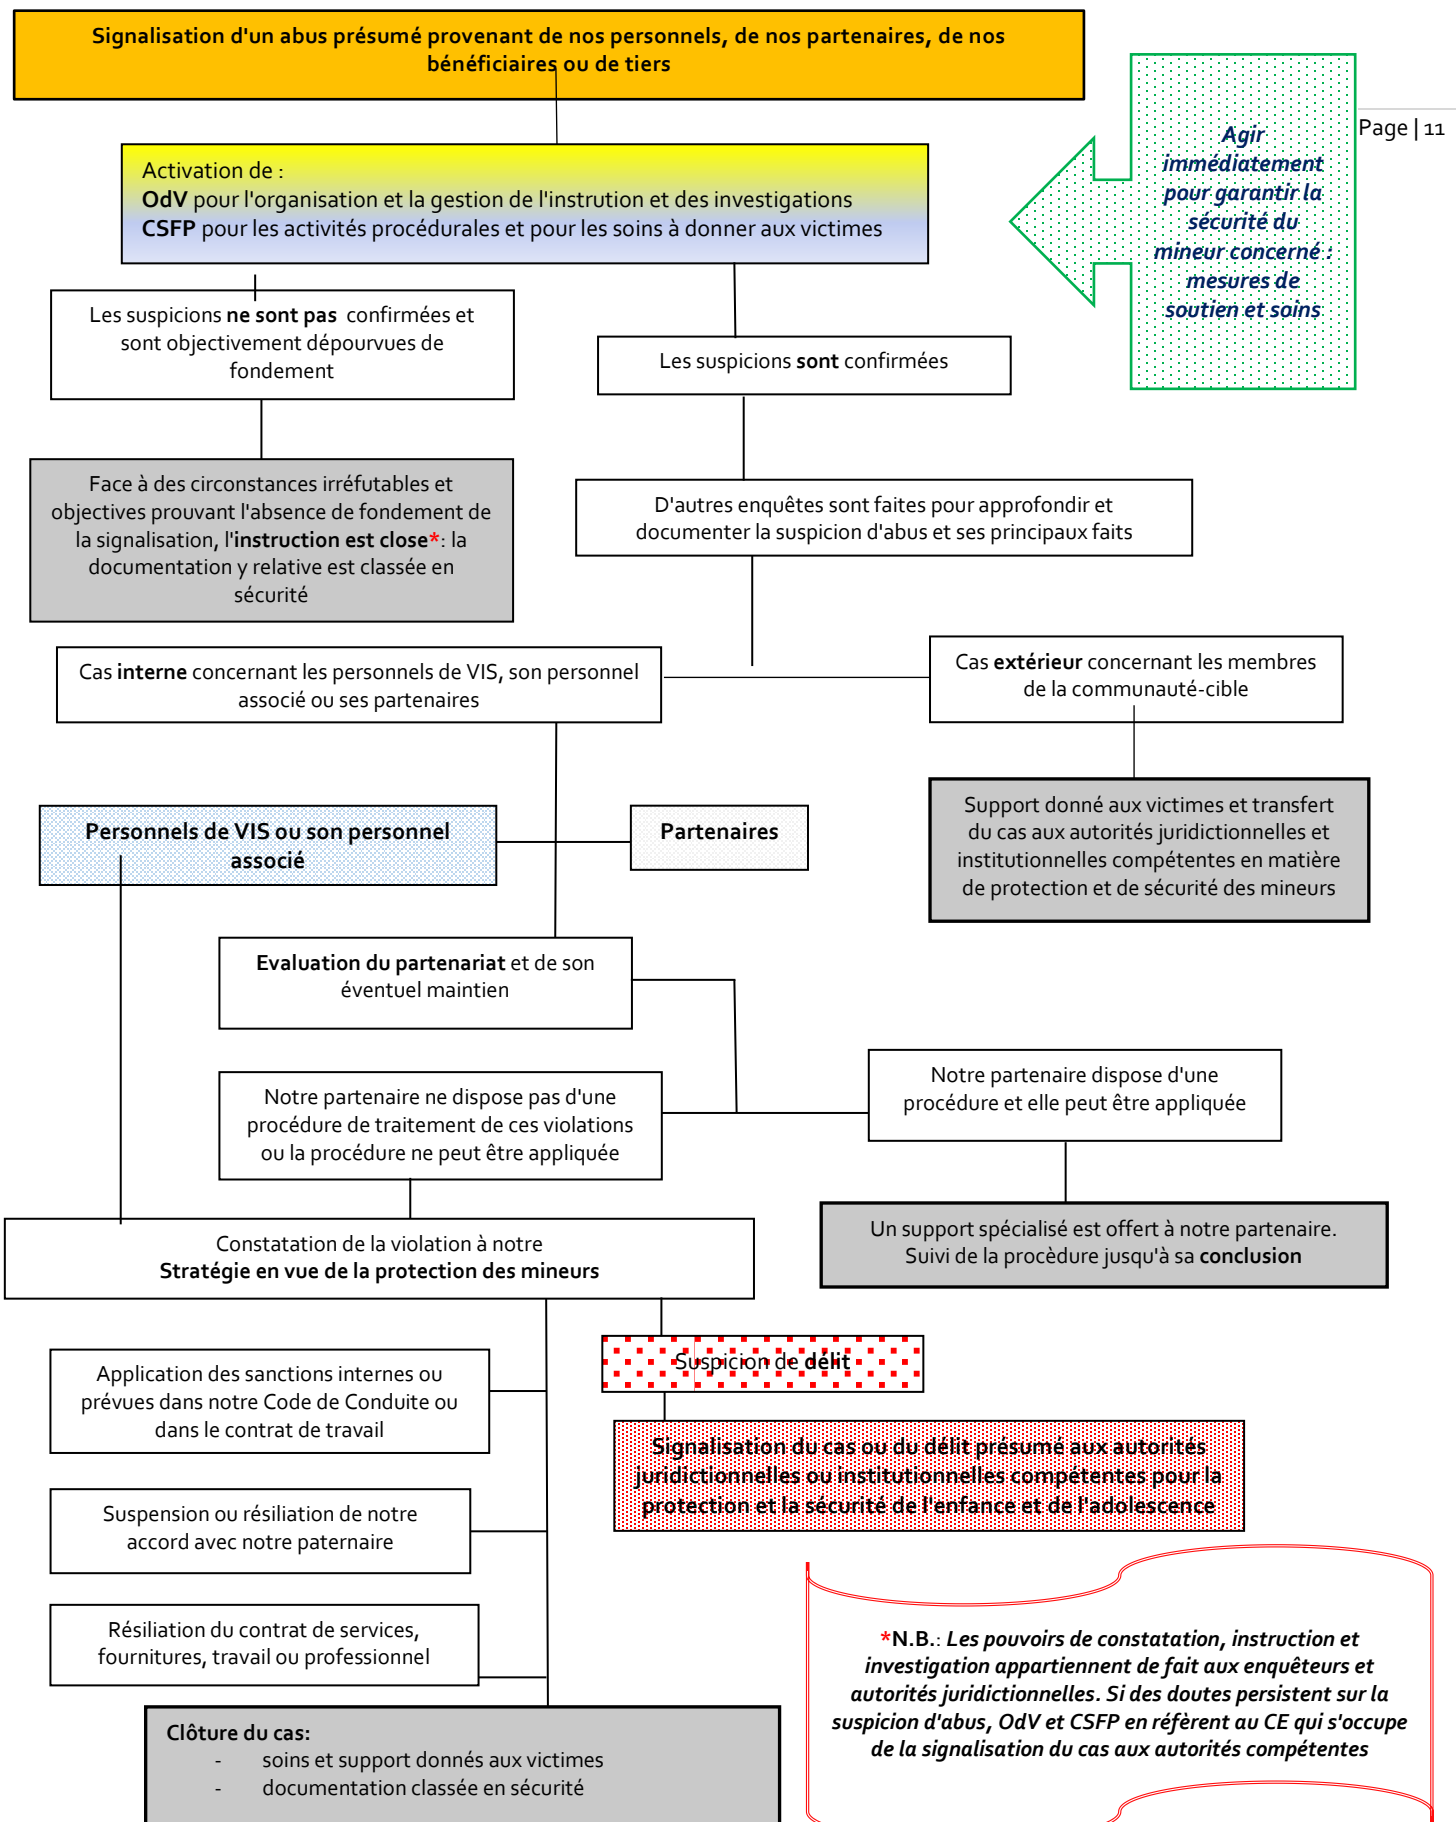 Signalisation d'un abus présumé provenant de nos personnels, de nos partenaires, de nos
bénéficiaires ou de tiers
Page | 11
Agir
immédiatement
pour garantir la
sécurité du
mineur concerné :
mesures de
soutien et soins
Activation de :
OdV pour l'organisation et la gestion de l'instrution et des investigations
CSFP pour les activités procédurales et pour les soins à donner aux victimes
Les suspicions ne sont pas confirmées et
sont objectivement dépourvues de
fondement
Les suspicions sont confirmées
Face à des circonstances irréfutables et
objectives prouvant l'absence de fondement de
la signalisation, l'instruction est close*: la
documentation y relative est classée en
sécurité
D'autres enquêtes sont faites pour approfondir et
documenter la suspicion d'abus et ses principaux faits
Cas interne concernant les personnels de VIS, son personnel
associé ou ses partenaires
Cas extérieur concernant les membres
de la communauté-cible
Personnels de VIS ou son personnel
associé
Partenaires
Support donné aux victimes et transfert
du cas aux autorités juridictionnelles et
institutionnelles compétentes en matière
de protection et de sécurité des mineurs
Evaluation du partenariat et de son
éventuel maintien
Notre partenaire ne dispose pas d'une
procédure de traitement de ces violations
ou la procédure ne peut être appliquée
Notre partenaire dispose d'une
procédure et elle peut être appliquée
Constatation de la violation à notre
Stratégie en vue de la protection des mineurs
Un support spécialisé est offert à notre partenaire.
Suivi de la procèdure jusqu'à sa conclusion
Suspicion de délit
Application des sanctions internes ou
prévues dans notre Code de Conduite ou
dans le contrat de travail
Signalisation du cas ou du délit présumé aux autorités
juridictionnelles ou institutionnelles compétentes pour la
protection et la sécurité de l'enfance et de l'adolescence
Suspension ou résiliation de notre
accord avec notre paternaire
Résiliation du contrat de services,
fournitures, travail ou professionnel
*N.B.: Les pouvoirs de constatation, instruction et
investigation appartiennent de fait aux enquêteurs et
autorités juridictionnelles. Si des doutes persistent sur la
suspicion d'abus, OdV et CSFP en réfèrent au CE qui s'occupe
de la signalisation du cas aux autorités compétentes
Clôture du cas:
- soins et support donnés aux victimes
- documentation classée en sécurité